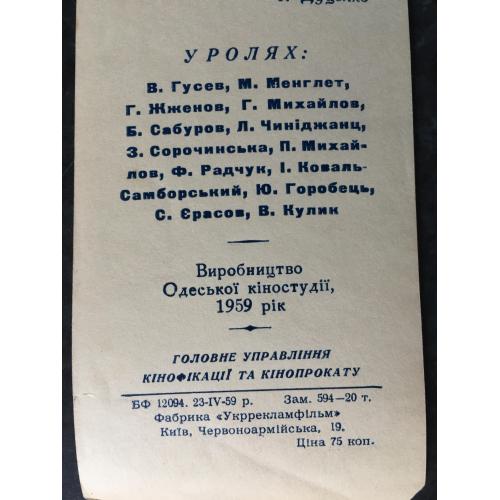 У РОЛЯХ:
В. Гусев, М. Менглет,
Г. Жженов, Г. Михайлов,
Б. Сабуров, Л. Чиніджанц,
З. Сорочинська, П. Михай-
лов, Ф. Радчук, І. Коваль-
Самборський, Ю. Горобець,
С. Єрасов, В. Кулик
Виробництво
Одеської кіностудії,
1959 рік
ГОЛОВНЕ УПРАВЛІННЯ
КІНОФІКАЦІЇ ТА КІНОПРОКАТУ
БФ 12094. 23-IV-59 р. Зам. 594—20 т.
Фабрика «Укррекламфільм»
Київ, Червоноармійська, 19.
Ціна 75 коп.